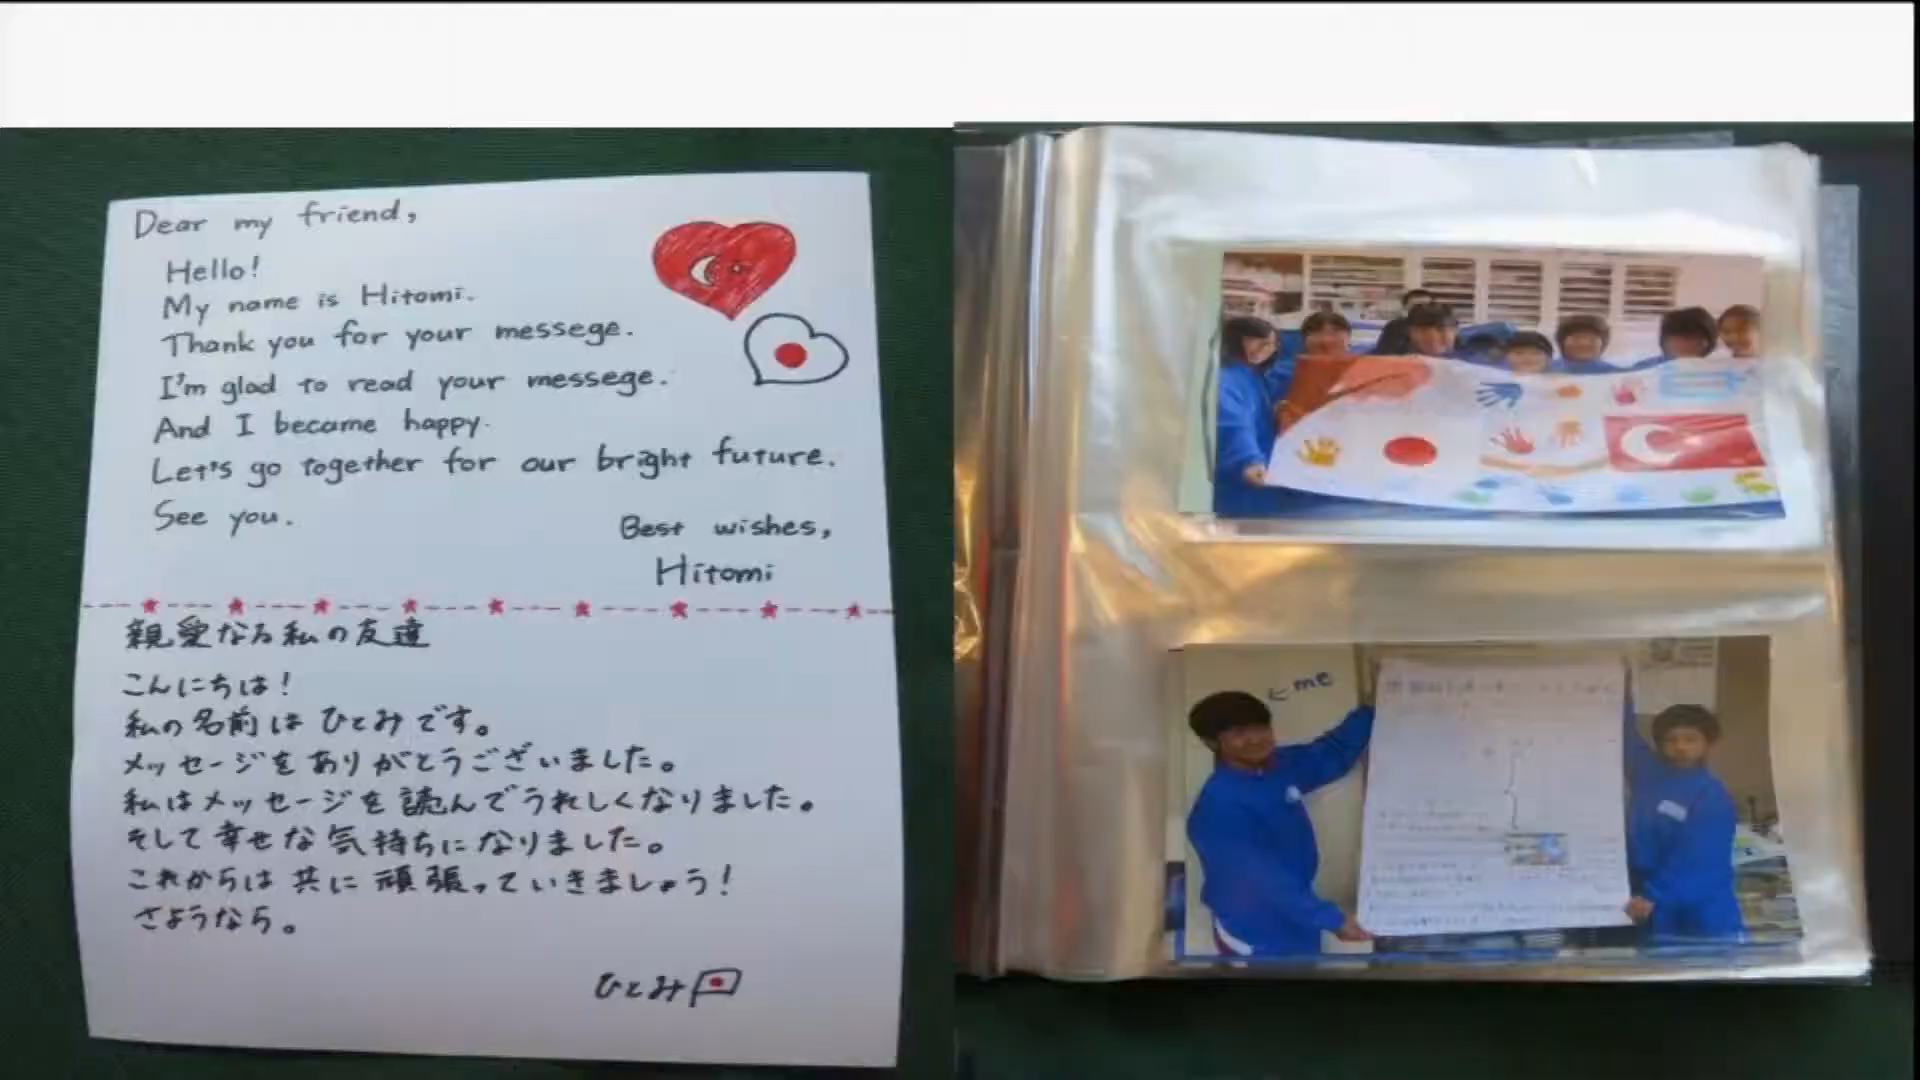 Dear my friend,
Hello!
My name is Hitomi.
Thank you for your messege.
I'm glad to read your messege.
And I became happy.
Let's go together for our bright future.
See you.
Best wishes,
Hitomi
親愛なる私の友達
こんにちは!
私の名前はひとみです。
メッセージをありがとうございました。
私はメッセージを読んでうれしくなりました。
そして幸せな気持ちになりました。
これからは共に頑張っていきましょう!
さようなら。
ひとみ
me